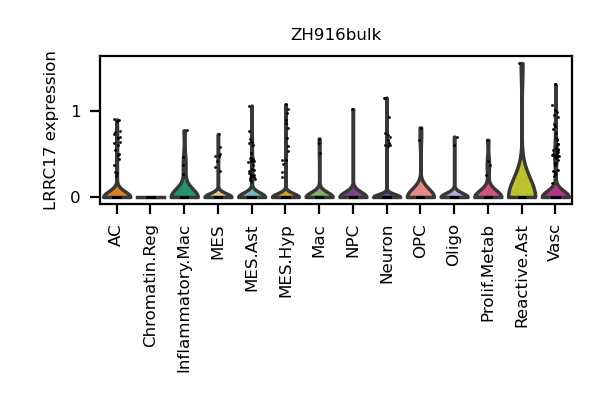 ZH916bulk
LRRC17 expression
1
0
AC
Chromatin.Reg
Inflammatory.Mac
MES
MES.Ast
MES.Hyp
Mac
NPC
Neuron
OPC
Oligo
Prolif.Metab
Reactive.Ast
Vasc